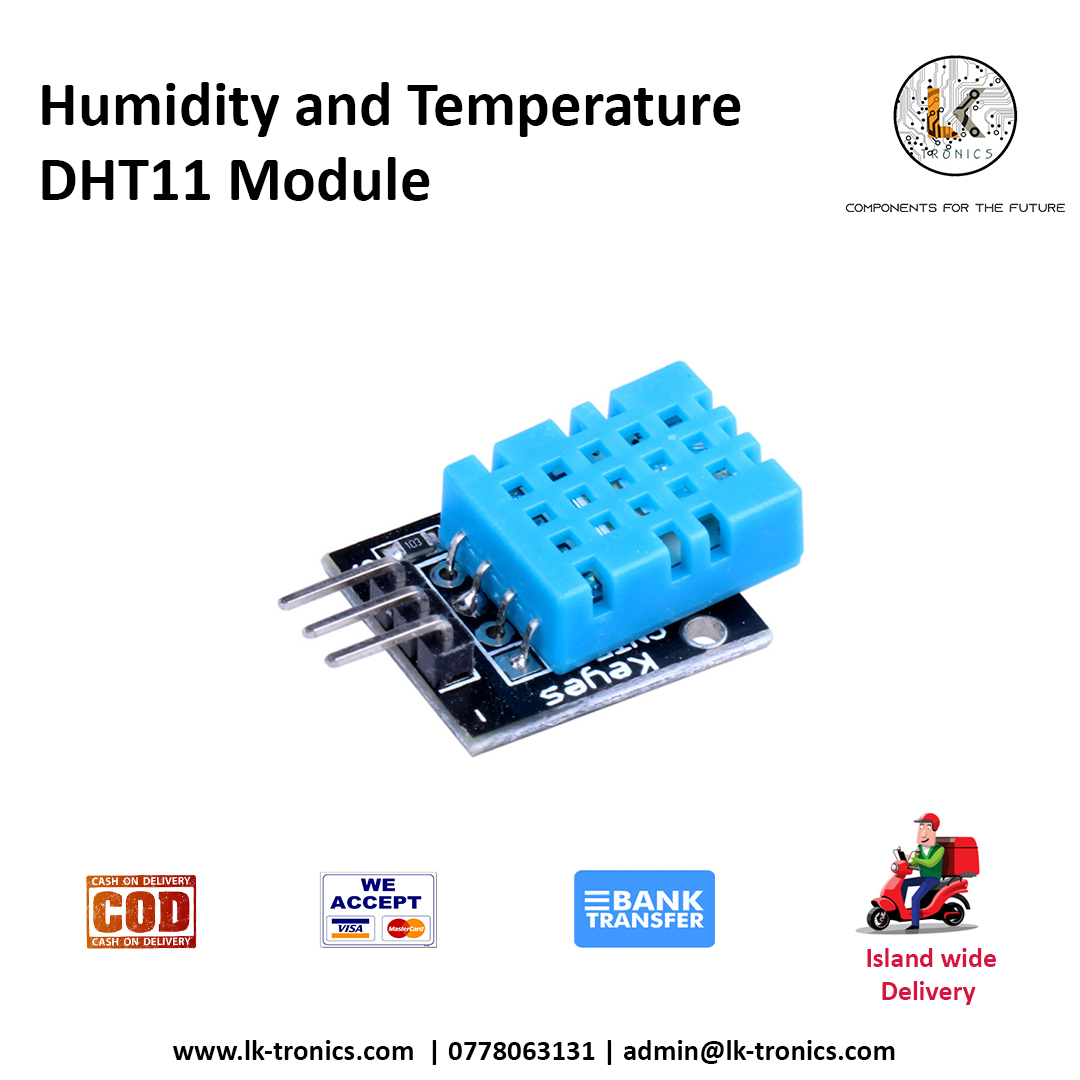 Humidity and Temperature
DHT11 Module
LK
TRONICS
COMPONENTS FOR THE FUTURE
103
Keyes
CASH ON DELIVERY
COD
CASH ON DELIVERY
WE
ACCEPT
VISA
MasterCard
BANK
TRANSFER
Island wide
Delivery
www.lk-tronics.com | 0778063131 | admin@lk-tronics.com